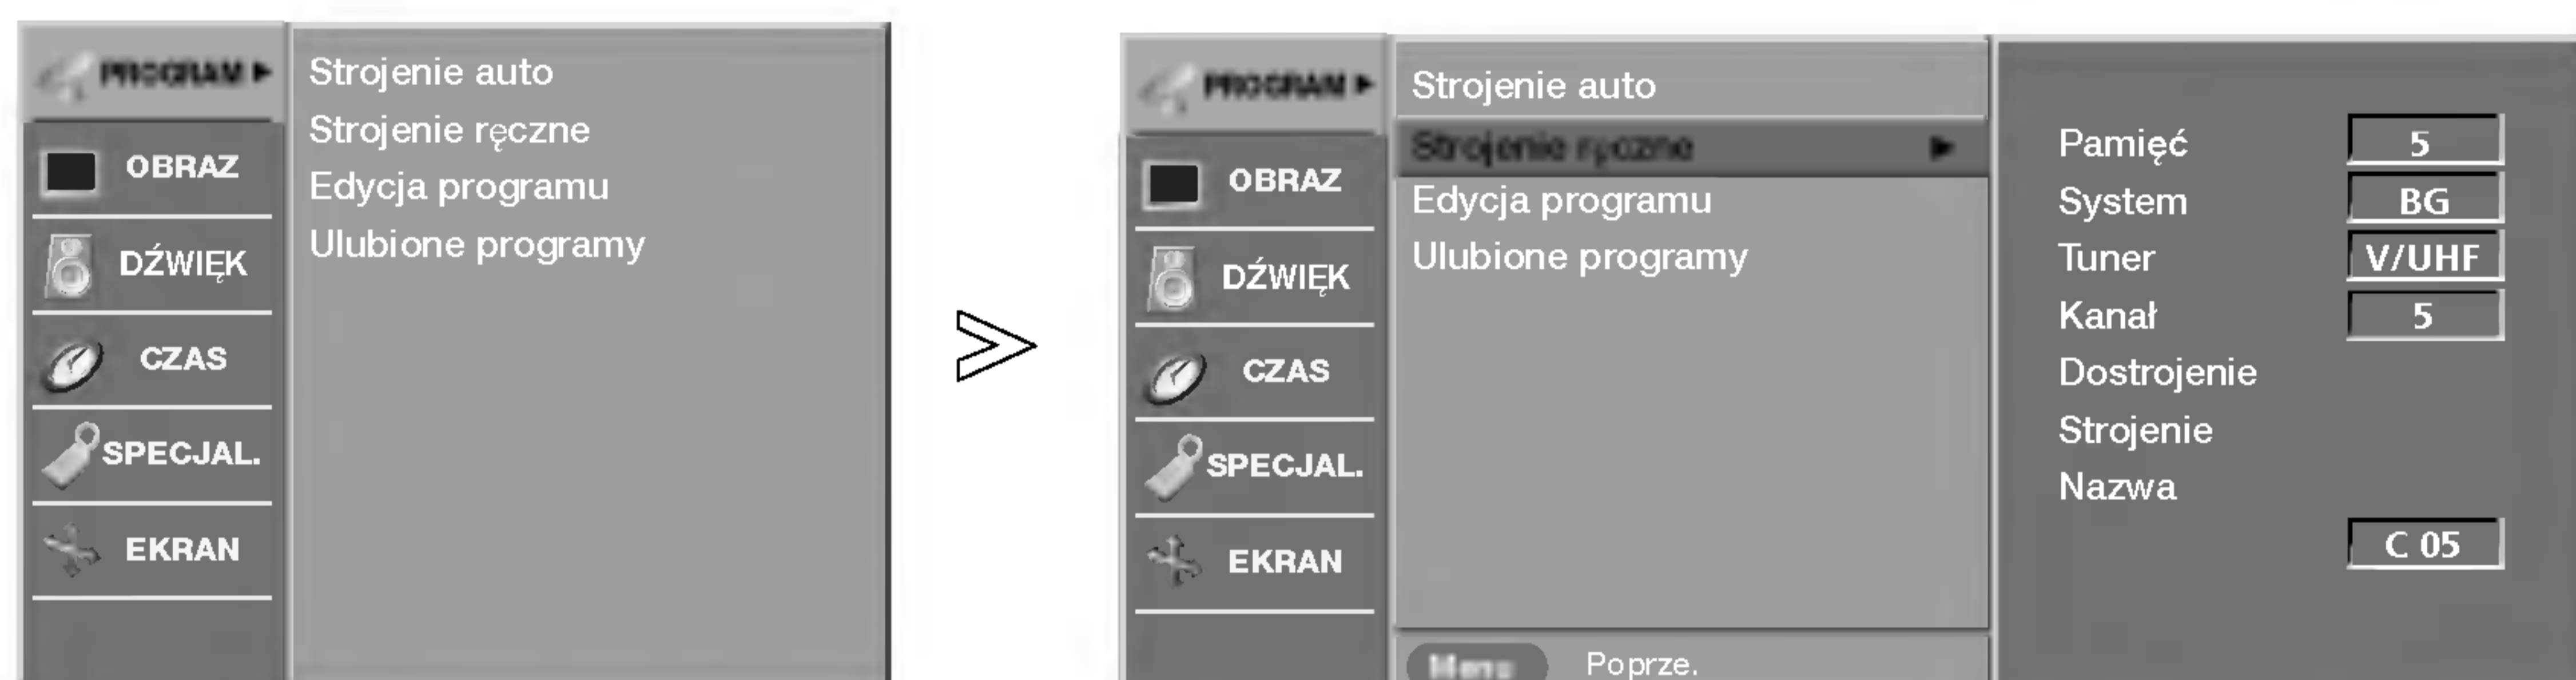 PROGRAM
OBRAZ
DŹWIĘK
CZAS
SPECJAL.
EKRAN
Strojenie auto
Strojenie ręczne
Edycja programu
Ulubione programy
PROGRAM
OBRAZ
DŹWIĘK
CZAS
SPECJAL.
EKRAN
Strojenie auto
Strojenie ręczne
Edycja programu
Ulubione programy
Menu Poprze.
Pamięć 5
System BG
Tuner V/UHF
Kanał 5
Dostrojenie
Strojenie
Nazwa
C 05